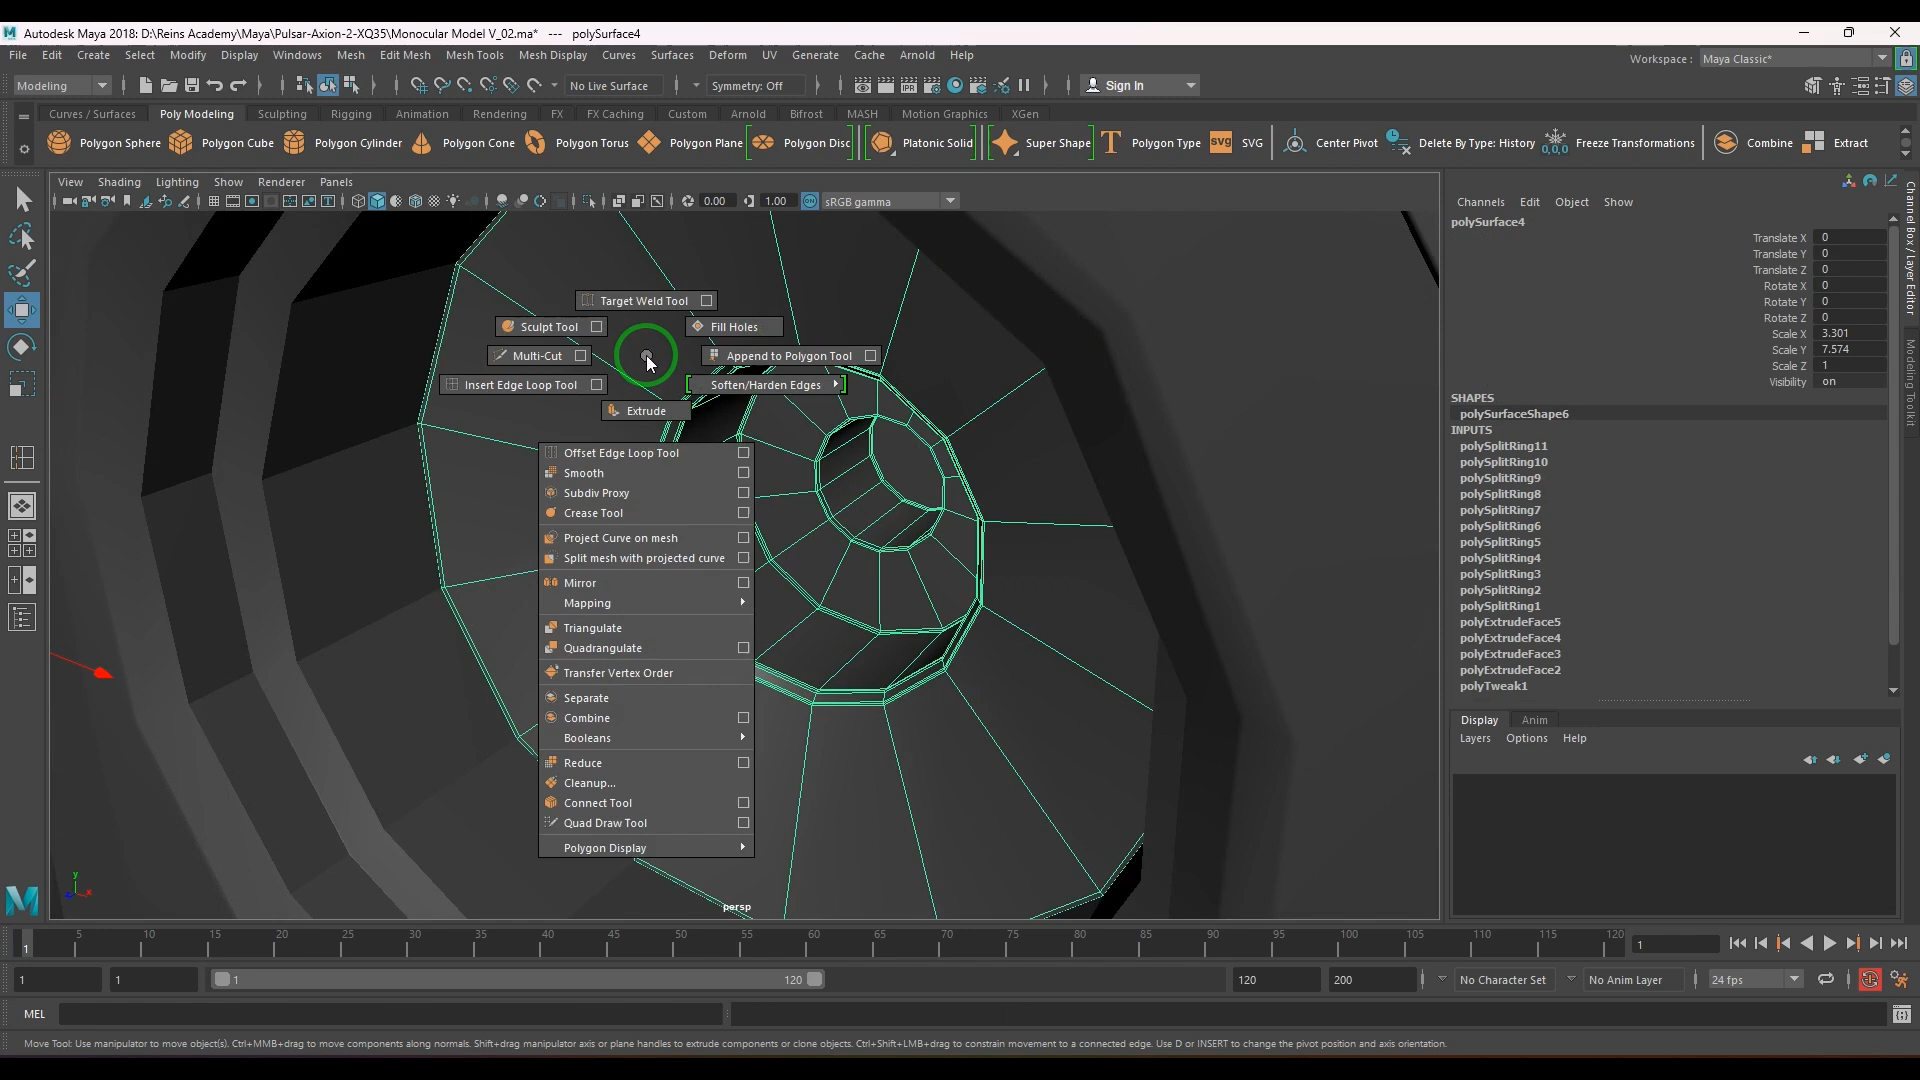 Autodesk Maya 2018: D:\Reins Academy\Maya\Pulsar-Axion-2-XQ35\Monocular Model V_02.ma* --- polySurface4
File Edit Create Select Modify Display Windows Mesh Edit Mesh Mesh Tools Mesh Display Curves Surfaces Deform UV Generate Cache Arnold Help
Workspace : Maya Classic*
Modeling No Live Surface Symmetry: Off Sign In
Curves / Surfaces Poly Modeling Sculpting Rigging Animation Rendering FX FX Caching Custom Arnold Bifrost MASH Motion Graphics XGen
Polygon Sphere Polygon Cube Polygon Cylinder Polygon Cone Polygon Torus Polygon Plane Polygon Disc Platonic Solid Super Shape Polygon Type SVG SVG Center Pivot Delete By Type: History 0,0,0 Freeze Transformations Combine Extract
View Shading Lighting Show Renderer Panels
0.00 1.00 ON sRGB gamma
Target Weld Tool
Sculpt Tool Fill Holes
Multi-Cut Append to Polygon Tool
Insert Edge Loop Tool Soften/Harden Edges
Extrude
Offset Edge Loop Tool
Smooth
Subdiv Proxy
Crease Tool
Project Curve on mesh
Split mesh with projected curve
Mirror
Mapping
Triangulate
Quadrangulate
Transfer Vertex Order
Separate
Combine
Booleans
Reduce
Cleanup...
Connect Tool
Quad Draw Tool
Polygon Display
persp
y
Channels Edit Object Show
polySurface4
Translate X 0
Translate Y 0
Translate Z 0
Rotate X 0
Rotate Y 0
Rotate Z 0
Scale X 3.301
Scale Y 7.574
Scale Z 1
Visibility on
SHAPES
polySurfaceShape6
INPUTS
polySplitRing11
polySplitRing10
polySplitRing9
polySplitRing8
polySplitRing7
polySplitRing6
polySplitRing5
polySplitRing4
polySplitRing3
polySplitRing2
polySplitRing1
polyExtrudeFace5
polyExtrudeFace4
polyExtrudeFace3
polyExtrudeFace2
polyTweak1
Channel Box / Layer Editor
Modeling Toolkit
Display Anim
Layers Options Help
1 5 10 15 20 25 30 35 40 45 50 55 60 65 70 75 80 85 90 95 100 105 110 115 120 1
1 1 1 120 120 200 No Character Set No Anim Layer 24 fps
MEL
Move Tool: Use manipulator to move object(s). Ctrl+MMB+drag to move components along normals. Shift+drag manipulator axis or plane handles to extrude components or clone objects. Ctrl+Shift+LMB+drag to constrain movement to a connected edge. Use D or INSERT to change the pivot position and axis orientation.